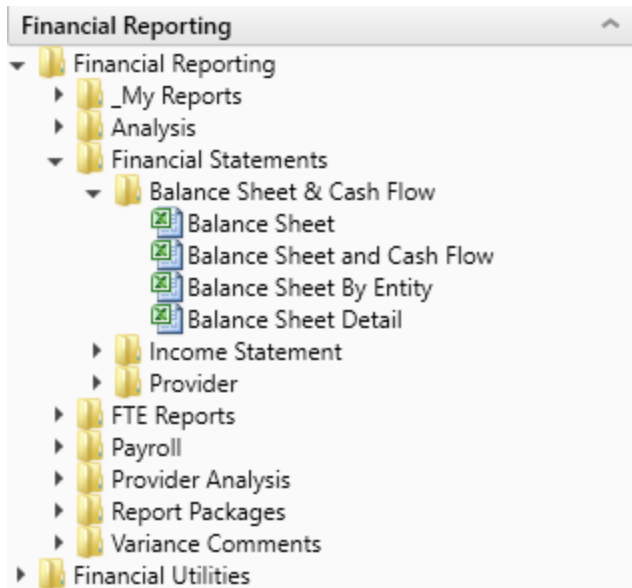 Financial Reporting
Financial Reporting
_My Reports
Analysis
Financial Statements
Balance Sheet & Cash Flow
Balance Sheet
Balance Sheet and Cash Flow
Balance Sheet By Entity
Balance Sheet Detail
Income Statement
Provider
FTE Reports
Payroll
Provider Analysis
Report Packages
Variance Comments
Financial Utilities